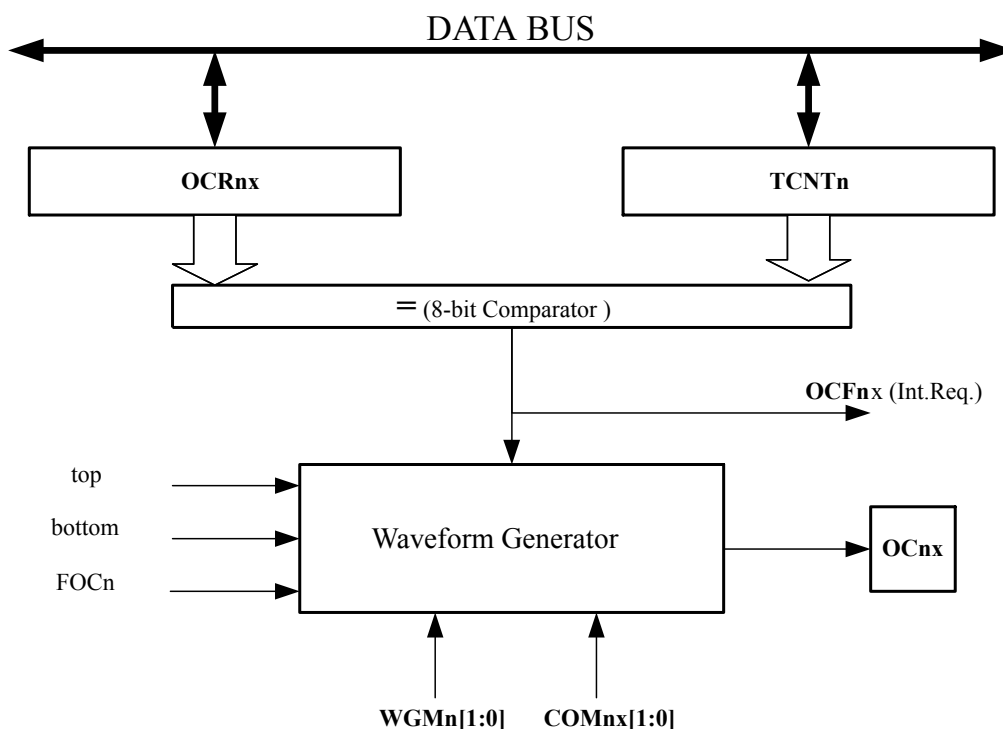 DATA BUS
OCRnx
TCNTn
= (8-bit Comparator )
OCFnx (Int.Req.)
top
bottom
FOCn
Waveform Generator
OCnx
WGMn[1:0]
COMnx[1:0]